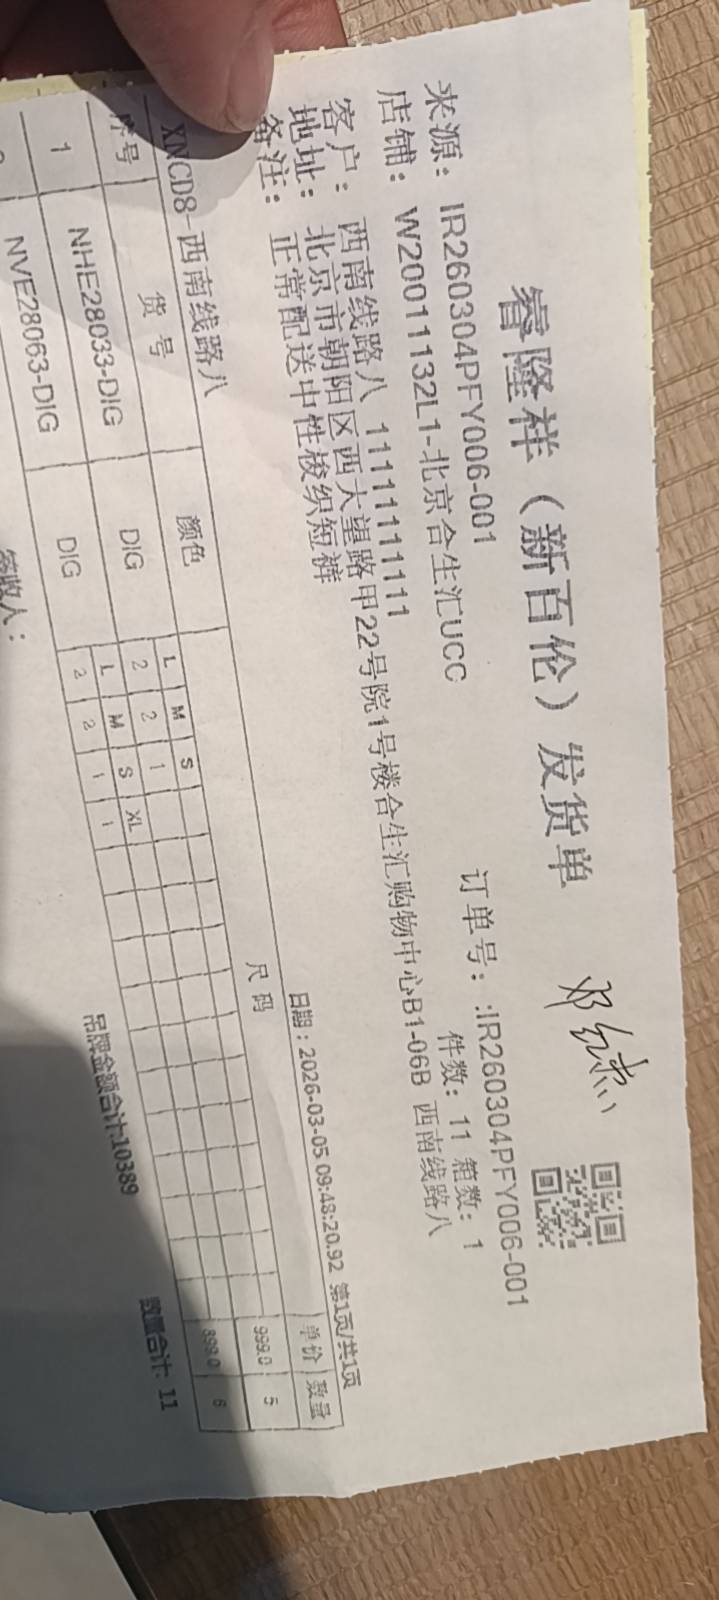 睿隆祥（新百伦）发货单
来源：IR260304PFY006-001
订单号：:IR260304PFY006-001
店铺：W20011132L1-北京合生汇UCC
件数：11 箱数：1
客户：西南线路八 11111111111
西南线路八
地址：北京市朝阳区西大望路甲22号院1号楼合生汇购物中心B1-06B
备注：正常配送中性梭织短裤
日期：2026-03-05 09:48:20.92 第1页/共1页
XNCD8-西南线路八
序号 货号 颜色 尺码 单价 数量
L M S
1 NHE28033-DIG DIG 2 2 1 999.0 5
L M S XL
NVE28063-DIG DIG 2 2 1 1 899.0 6
吊牌金额合计:10389 数量合计: 11
签收人：